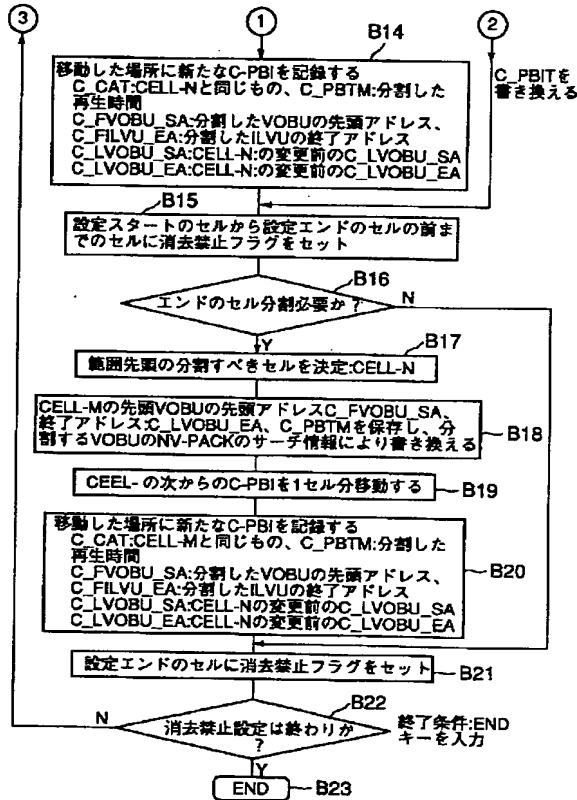 ③
①
②
B14
移動した場所に新たなC-PBIを記録する
C_CAT:CELL-Nと同じもの、C_PBTM:分割した
再生時間
C_FVOBU_SA:分割したVOBUの先頭アドレス、
C_FILVU_EA:分割したILVUの終了アドレス
C_LVOBU_SA:CELL-N:の変更前のC_LVOBU_SA
C_LVOBU_EA:CELL-N:の変更前のC_LVOBU_EA
C_PBITを
書き換える
B15
設定スタートのセルから設定エンドのセルの前ま
でのセルに消去禁止フラグをセット
B16
エンドのセル分割必要か?
N
Y
B17
範囲先頭の分割すべきセルを決定:CELL-N
CELL-Mの先頭VOBUの先頭アドレスC_FVOBU_SA、
終了アドレス:C_LVOBU_EA、C_PBTMを保存し、分
割するVOBUのNV-PACKのサーチ情報により書き換える
B18
CEEL-の次からのC-PBIを1セル分移動する
B19
移動した場所に新たなC-PBIを記録する
C_CAT:CELL-Mと同じもの、C_PBTM:分割した
再生時間
C_FVOBU_SA:分割したVOBUの先頭アドレス、
C_FILVU_EA:分割したILVUの終了アドレス
C_LVOBU_SA:CELL-Nの変更前のC_LVOBU_SA
C_LVOBU_EA:CELL-Nの変更前のC_LVOBU_EA
B20
設定エンドのセルに消去禁止フラグをセット
B21
B22
N
消去禁止設定は終わりか
?
終了条件:END
キーを入力
Y
END
B23